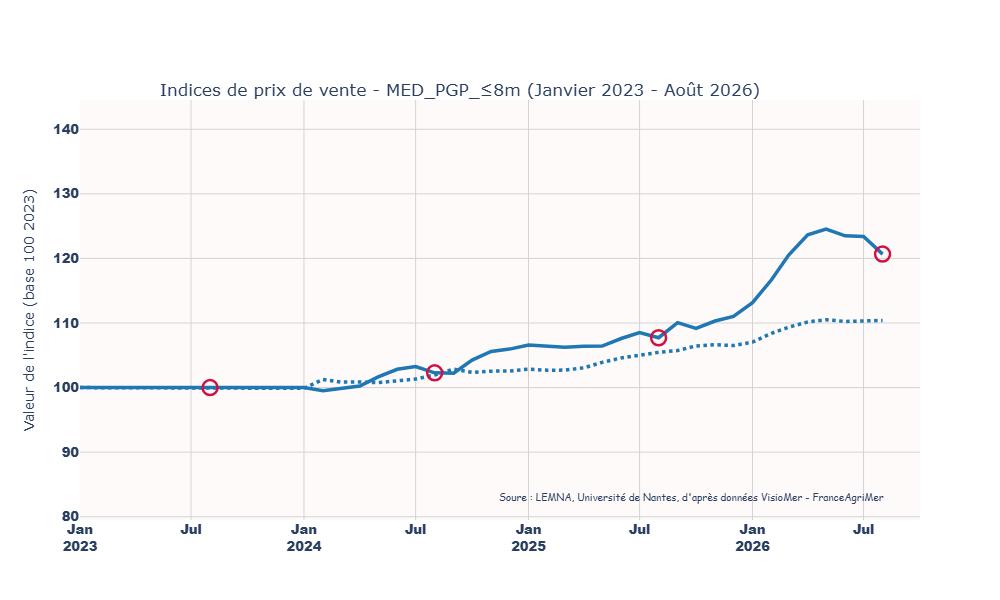 Indices de prix de vente - MED_PGP_≤8m (Janvier 2023 - Août 2026)
Valeur de l'indice (base 100 2023)
140
130
120
110
100
90
80
Soure : LEMNA, Université de Nantes, d'après données VisioMer - FranceAgriMer
Jan Jul Jan Jul Jan Jul Jan Jul
2023 2024 2025 2026